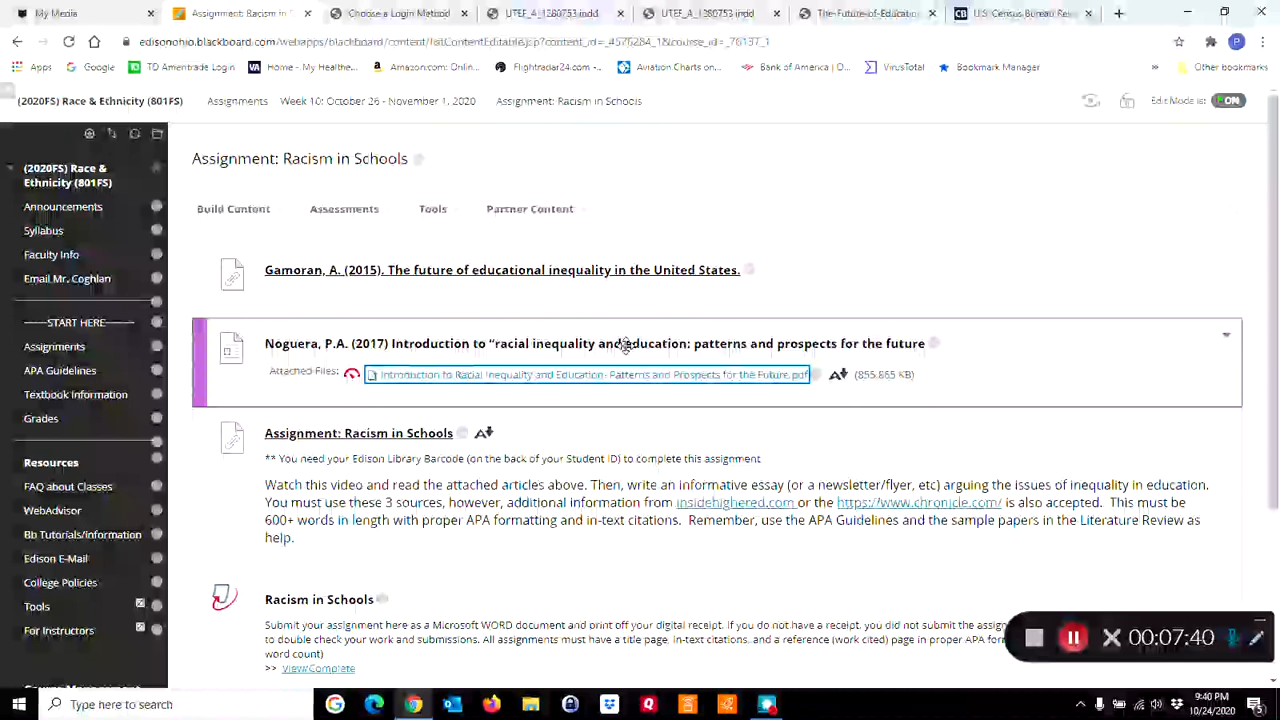 My Media
Assignment: Racism in S
Choose a Login Method
UTEF_A_1280753.indd
UTEF_A_1280753.indd
The-Future-of-Education
U.S. Census Bureau Res
edisonohio.blackboard.com/webapps/blackboard/content/listContentEditable.jsp?content_id=_4576284_1&course_id=_76137_1
Apps
Google
TD Ameritrade Login
Home - My Healthe...
Amazon.com: Onlin...
Flightradar24.com -...
Aviation Charts on...
Bank of America | O...
VirusTotal
Bookmark Manager
Other bookmarks
(2020FS) Race & Ethnicity (801FS)
Assignments
Week 10: October 26 - November 1, 2020
Assignment: Racism in Schools
Edit Mode is:
ON
(2020FS) Race &
Ethnicity (801FS)
Announcements
Syllabus
Faculty Info
Email Mr. Coghlan
START HERE
Assignments
APA Guidelines
Textbook Information
Grades
Resources
FAQ about Classes
WebAdvisor
Bb Tutorials/Information
Edison E-Mail
College Policies
Tools
For Instructors
Assignment: Racism in Schools
Build Content
Assessments
Tools
Partner Content
Gamoran, A. (2015). The future of educational inequality in the United States.
Noguera, P.A. (2017) Introduction to “racial inequality and education: patterns and prospects for the future
Attached Files:
Introduction to Racial Inequality and Education- Patterns and Prospects for the Future.pdf
(855.865 KB)
Assignment: Racism in Schools
** You need your Edison Library Barcode (on the back of your Student ID) to complete this assignment
Watch this video and read the attached articles above. Then, write an informative essay (or a newsletter/flyer, etc) arguing the issues of inequality in education.
You must use these 3 sources, however, additional information from insidehighered.com or the https://www.chronicle.com/ is also accepted. This must be
600+ words in length with proper APA formatting and in-text citations. Remember, use the APA Guidelines and the sample papers in the Literature Review as
help.
Racism in Schools
Submit your assignment here as a Microsoft WORD document and print off your digital receipt. If you do not have a receipt, you did not submit the assign
to double check your work and submissions. All assignments must have a title page, in-text citations, and a reference (work cited) page in proper APA form
word count)
>> View/Complete
00:07:40
Type here to search
9:40 PM
10/24/2020